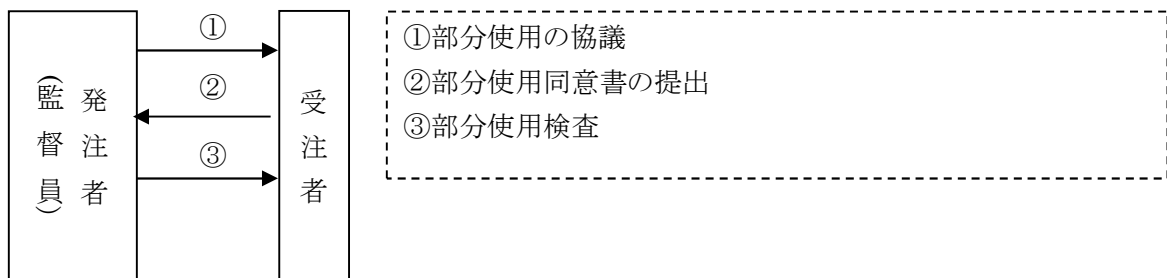 発注者
(監督員)
①
②
③
受注者
①部分使用の協議
②部分使用同意書の提出
③部分使用検査